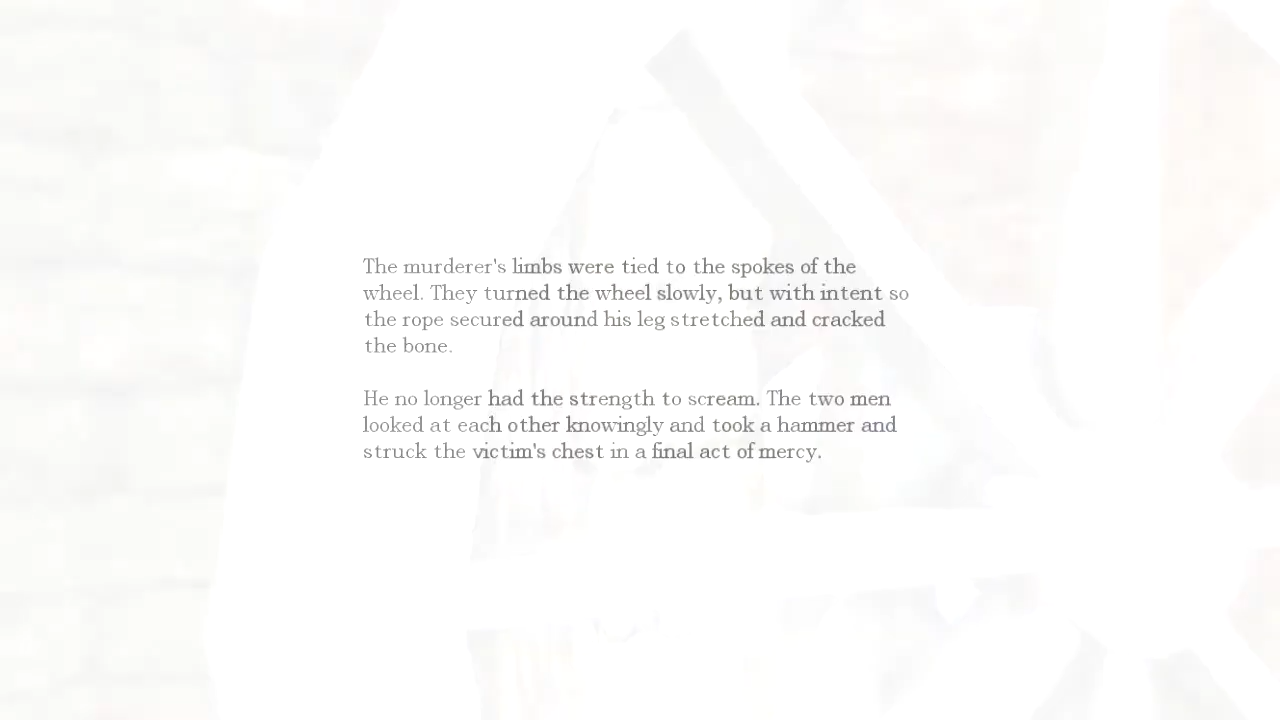 The murderer's limbs were tied to the spokes of the
wheel. They turned the wheel slowly, but with intent so
the rope secured around his leg stretched and cracked
the bone.
He no longer had the strength to scream. The two men
looked at each other knowingly and took a hammer and
struck the victim's chest in a final act of mercy.